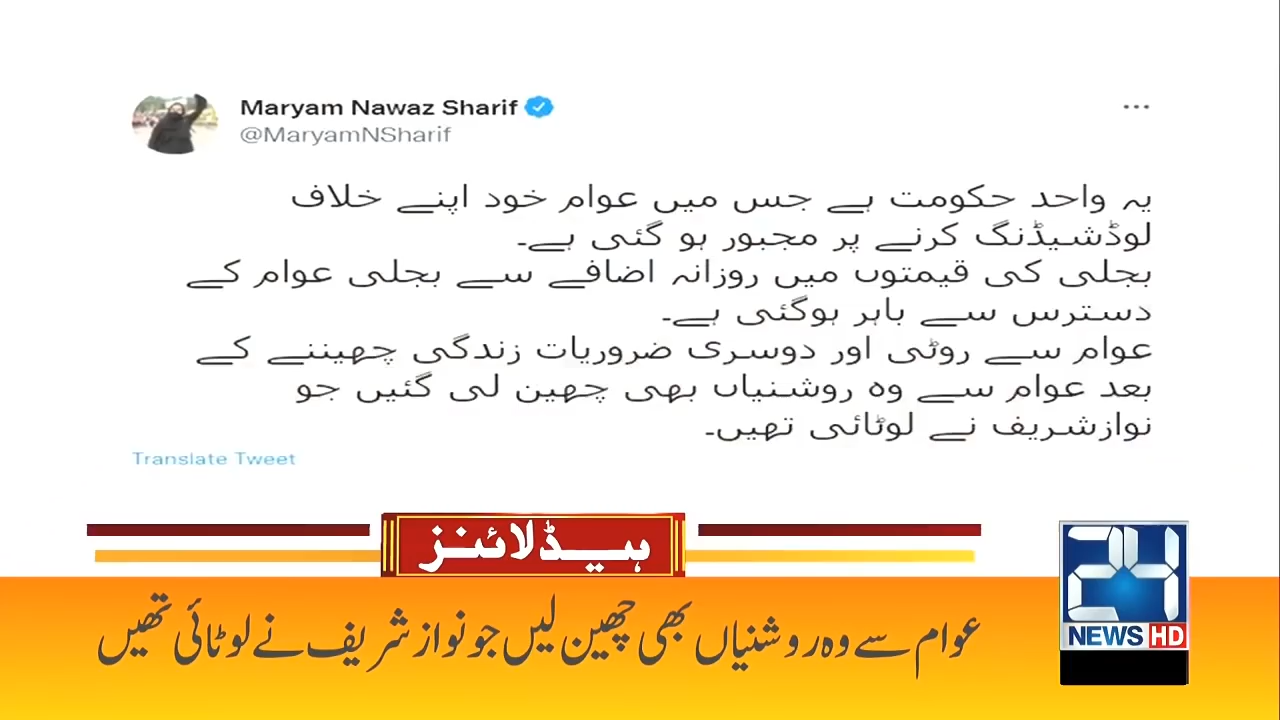 Maryam Nawaz Sharif
@MaryamNSharif
یہ واحد حکومت ہے جس میں عوام خود اپنے خلاف
لوڈشیڈنگ کرنے پر مجبور ہو گئی ہے۔
بجلی کی قیمتوں میں روزانہ اضافے سے بجلی عوام کے
دسترس سے باہر ہوگئی ہے۔
عوام سے روٹی اور دوسری ضروریات زندگی چھیننے کے
بعد عوام سے وہ روشنیاں بھی چھین لی گئیں جو
نوازشریف نے لوٹائی تھیں۔
Translate Tweet
ہیڈلائنز
عوام سے وہ روشنیاں بھی چھین لیں جو نواز شریف نے لوٹائی تھیں
24
NEWS HD